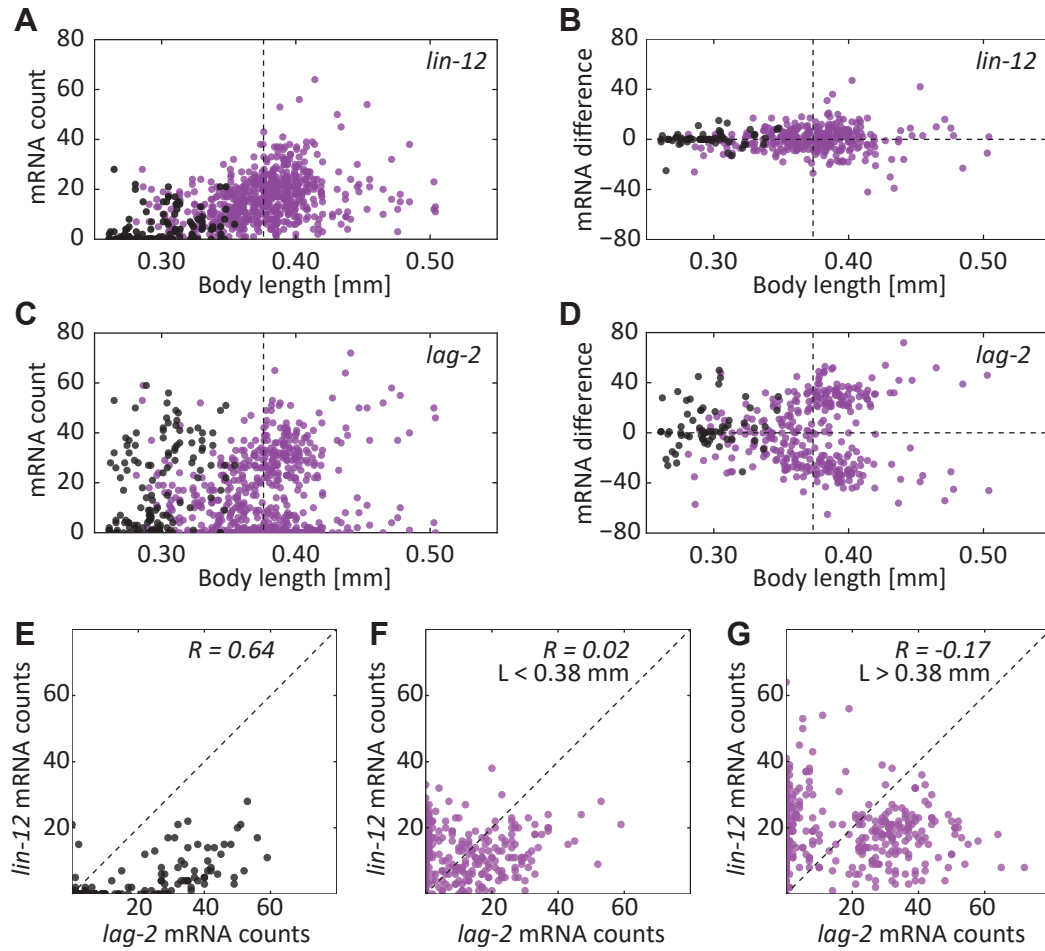 A
80
60
40
20
0
mRNA count
lin-12
0.30 0.40 0.50
Body length [mm]
B
80
40
0
−40
−80
mRNA difference
lin-12
0.30 0.40 0.50
Body length [mm]
C
80
60
40
20
0
mRNA count
lag-2
0.30 0.40 0.50
Body length [mm]
D
80
40
0
−40
−80
mRNA difference
lag-2
0.30 0.40 0.50
Body length [mm]
E
R = 0.64
60
40
20
lin-12 mRNA counts
20 40 60
lag-2 mRNA counts
F
R = 0.02
L < 0.38 mm
60
40
20
lin-12 mRNA counts
20 40 60
lag-2 mRNA counts
G
R = -0.17
L > 0.38 mm
60
40
20
lin-12 mRNA counts
20 40 60
lag-2 mRNA counts